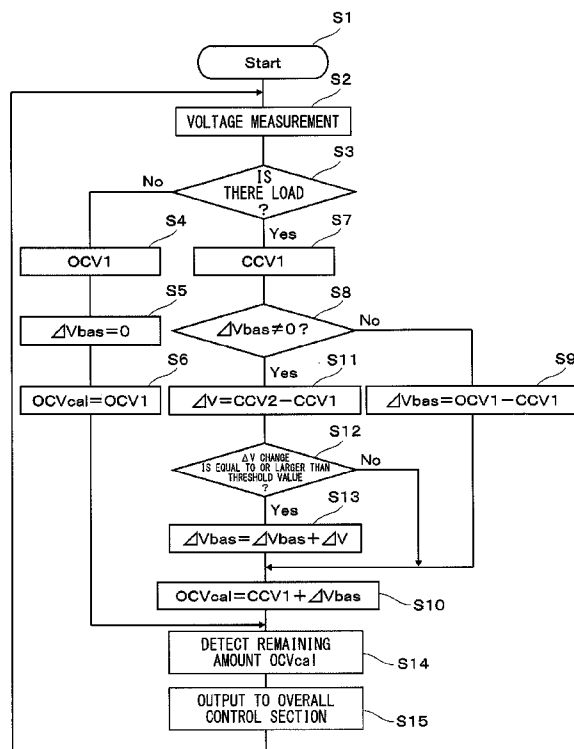 S1
Start
S2
VOLTAGE MEASUREMENT
S3
No
IS
THERE LOAD
?
S4
Yes
S7
OCV1
CCV1
S5
S8
⊿Vbas=0
⊿Vbas≠0?
No
S6
Yes
S11
S9
OCVcal=OCV1
⊿V=CCV2−CCV1
⊿Vbas=OCV1−CCV1
S12
ΔV CHANGE
IS EQUAL TO OR LARGER THAN
THRESHOLD VALUE
?
No
Yes
S13
⊿Vbas=⊿Vbas+⊿V
OCVcal=CCV1+⊿Vbas
S10
DETECT REMAINING
AMOUNT OCVcal
S14
OUTPUT TO OVERALL
CONTROL SECTION
S15